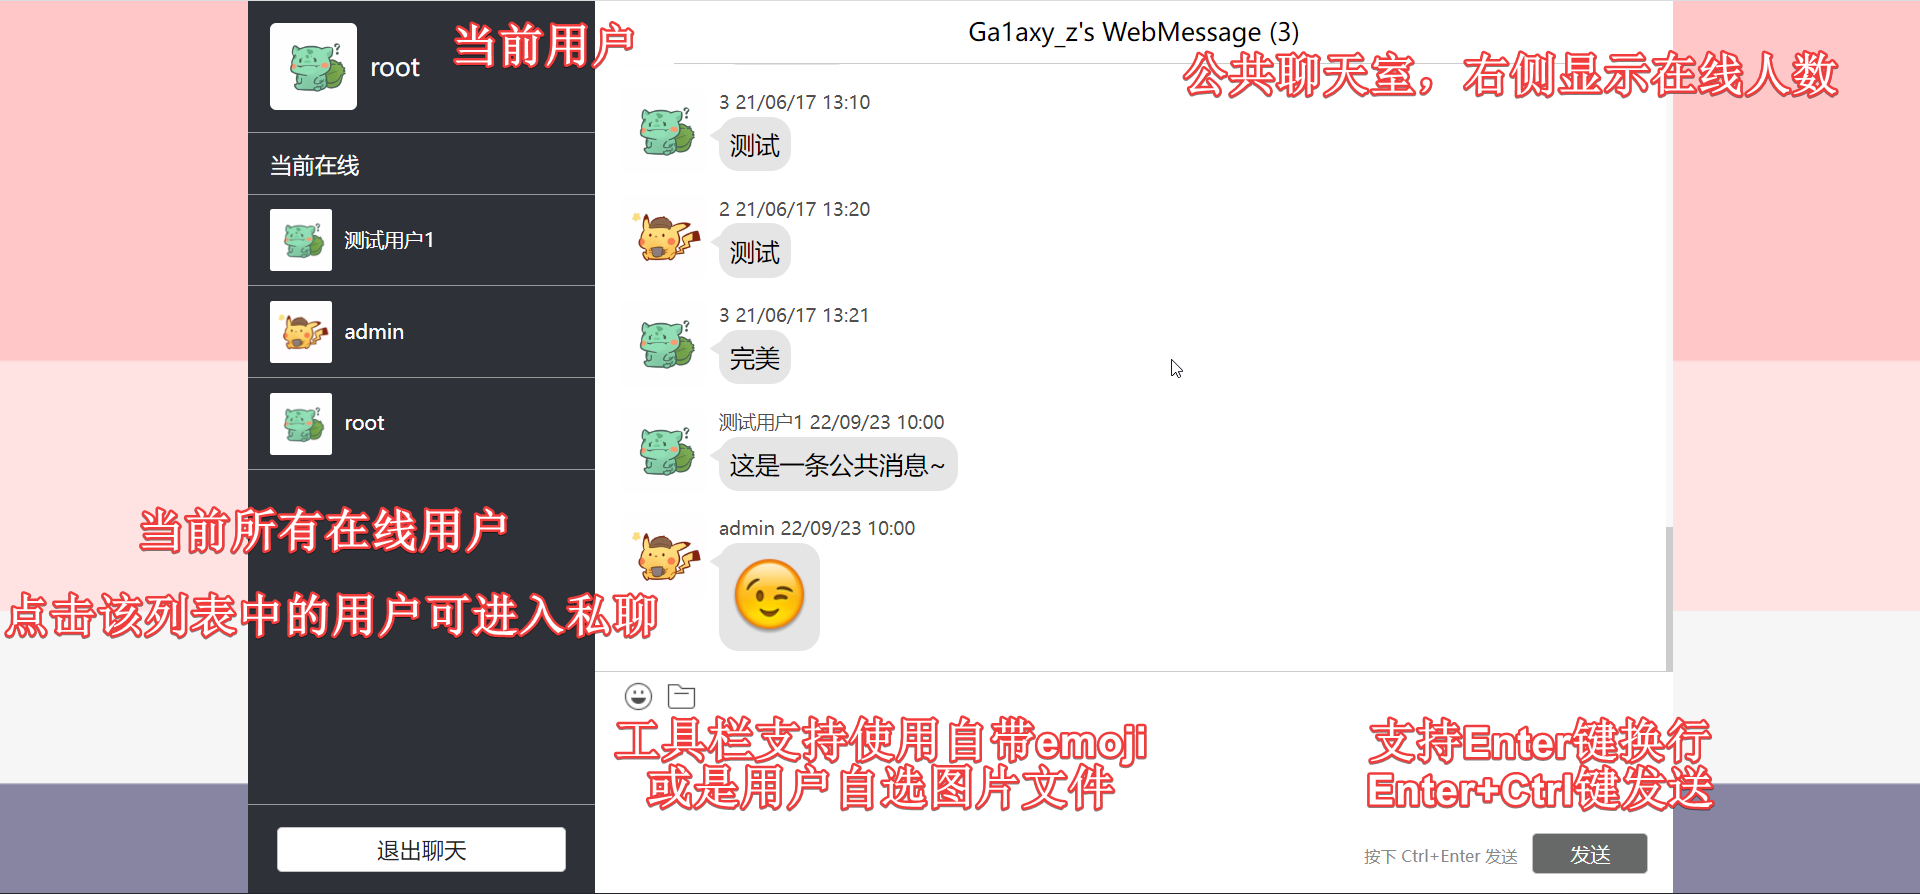 root
当前用户
Ga1axy_z's WebMessage (3)
公共聊天室，右侧显示在线人数
当前在线
测试用户1
admin
root
当前所有在线用户
点击该列表中的用户可进入私聊
退出聊天
3 21/06/17 13:10
测试
2 21/06/17 13:20
测试
3 21/06/17 13:21
完美
测试用户1 22/09/23 10:00
这是一条公共消息~
admin 22/09/23 10:00
工具栏支持使用自带emoji
或是用户自选图片文件
支持Enter键换行
Enter+Ctrl键发送
按下 Ctrl+Enter 发送
发送